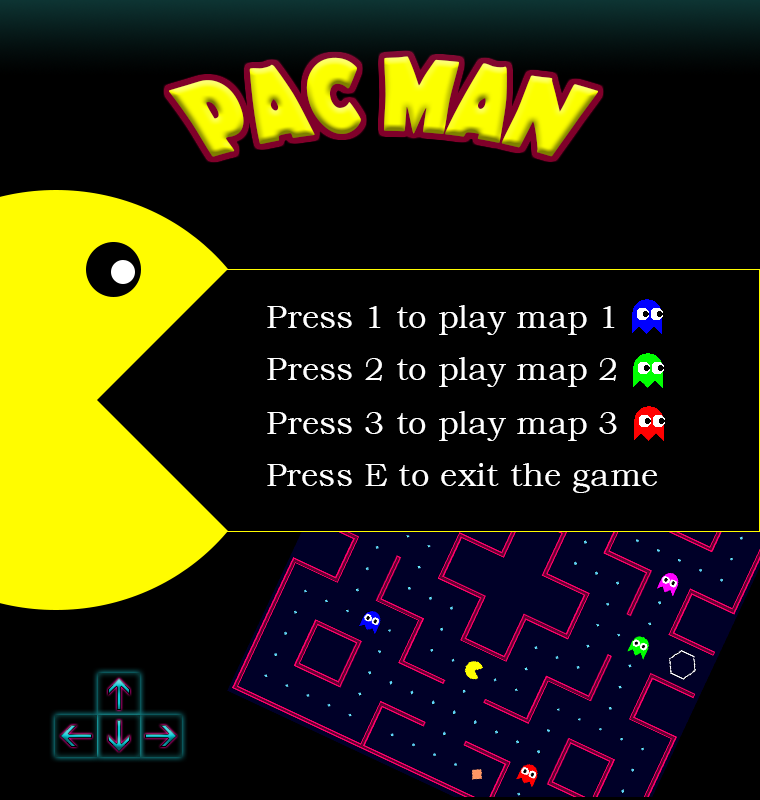 PAC MAN
Press 1 to play map 1
Press 2 to play map 2
Press 3 to play map 3
Press E to exit the game